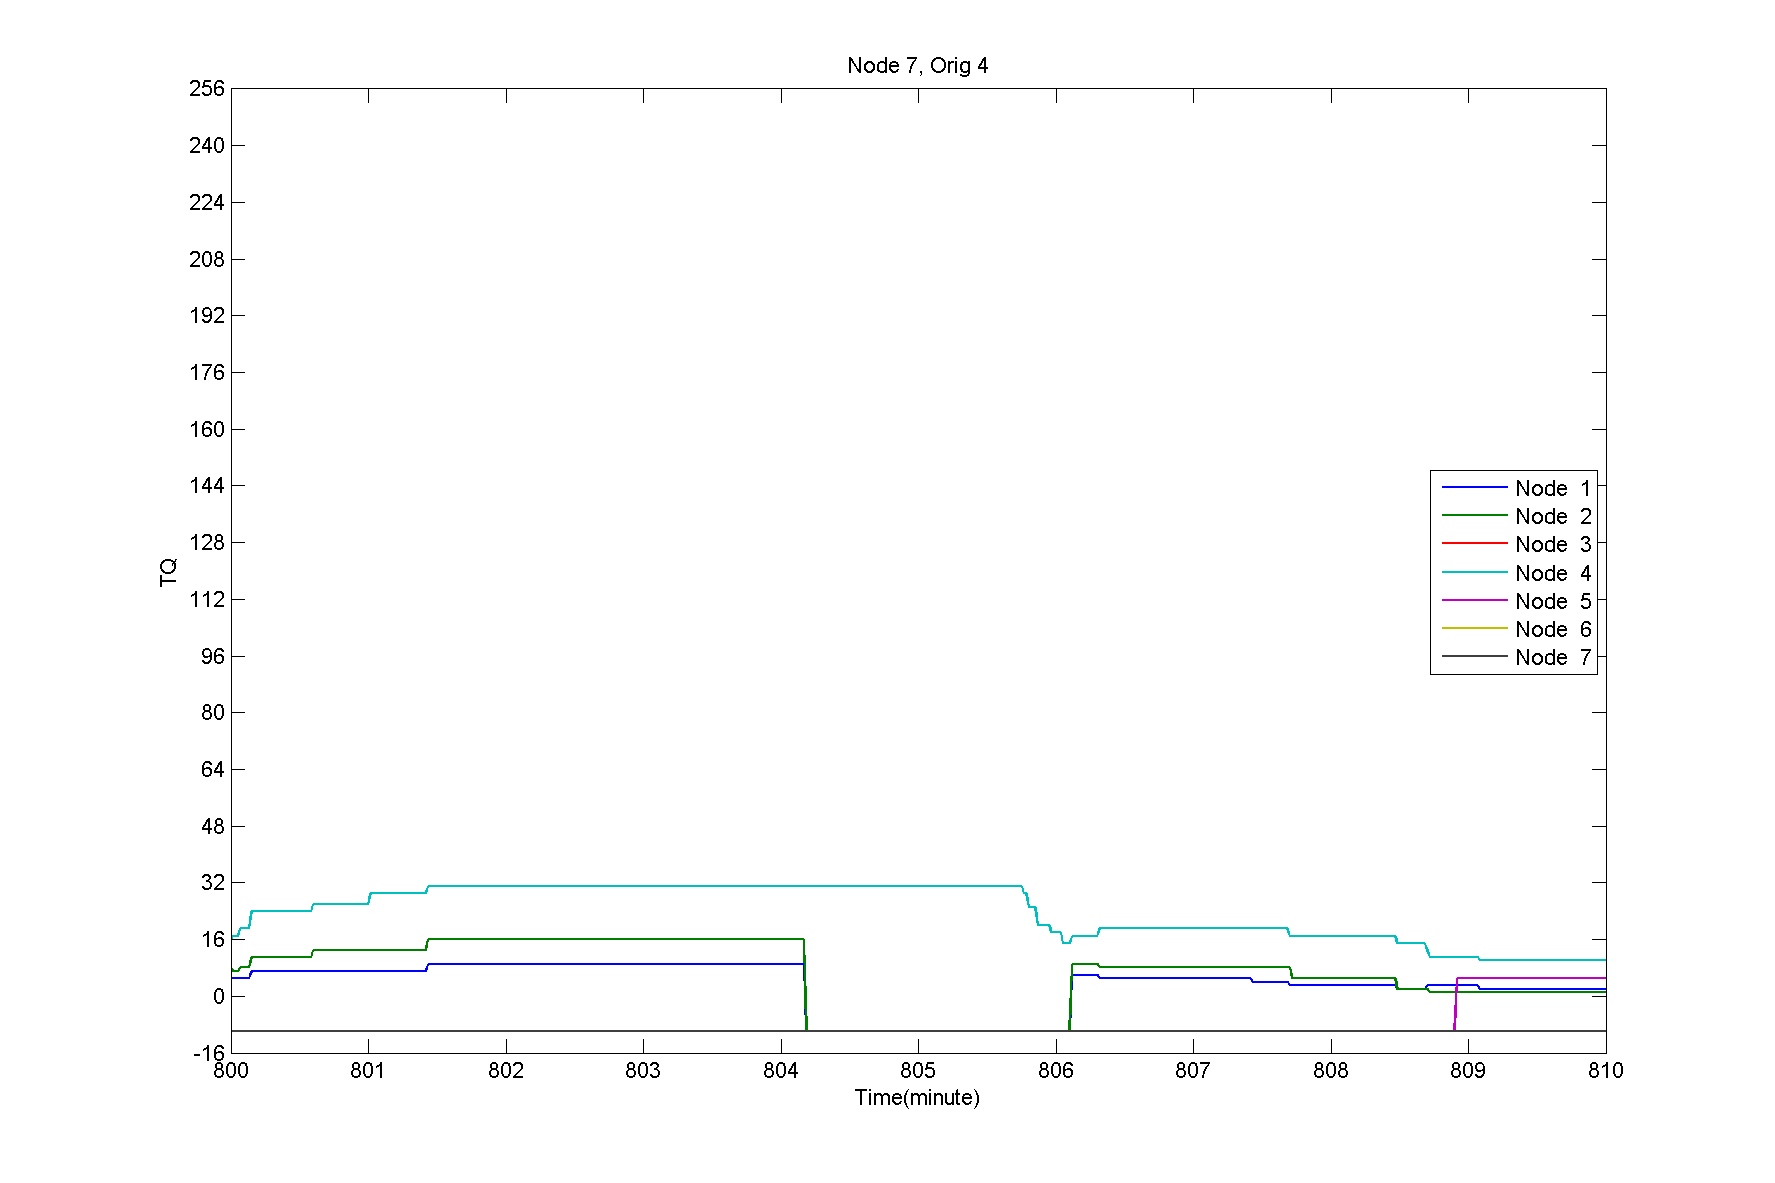 Node 7, Orig 4
256
240
224
208
192
176
160
144
128
112
96
80
64
48
32
16
0
-16
TQ
Node 1
Node 2
Node 3
Node 4
Node 5
Node 6
Node 7
800 801 802 803 804 805 806 807 808 809 810
Time(minute)